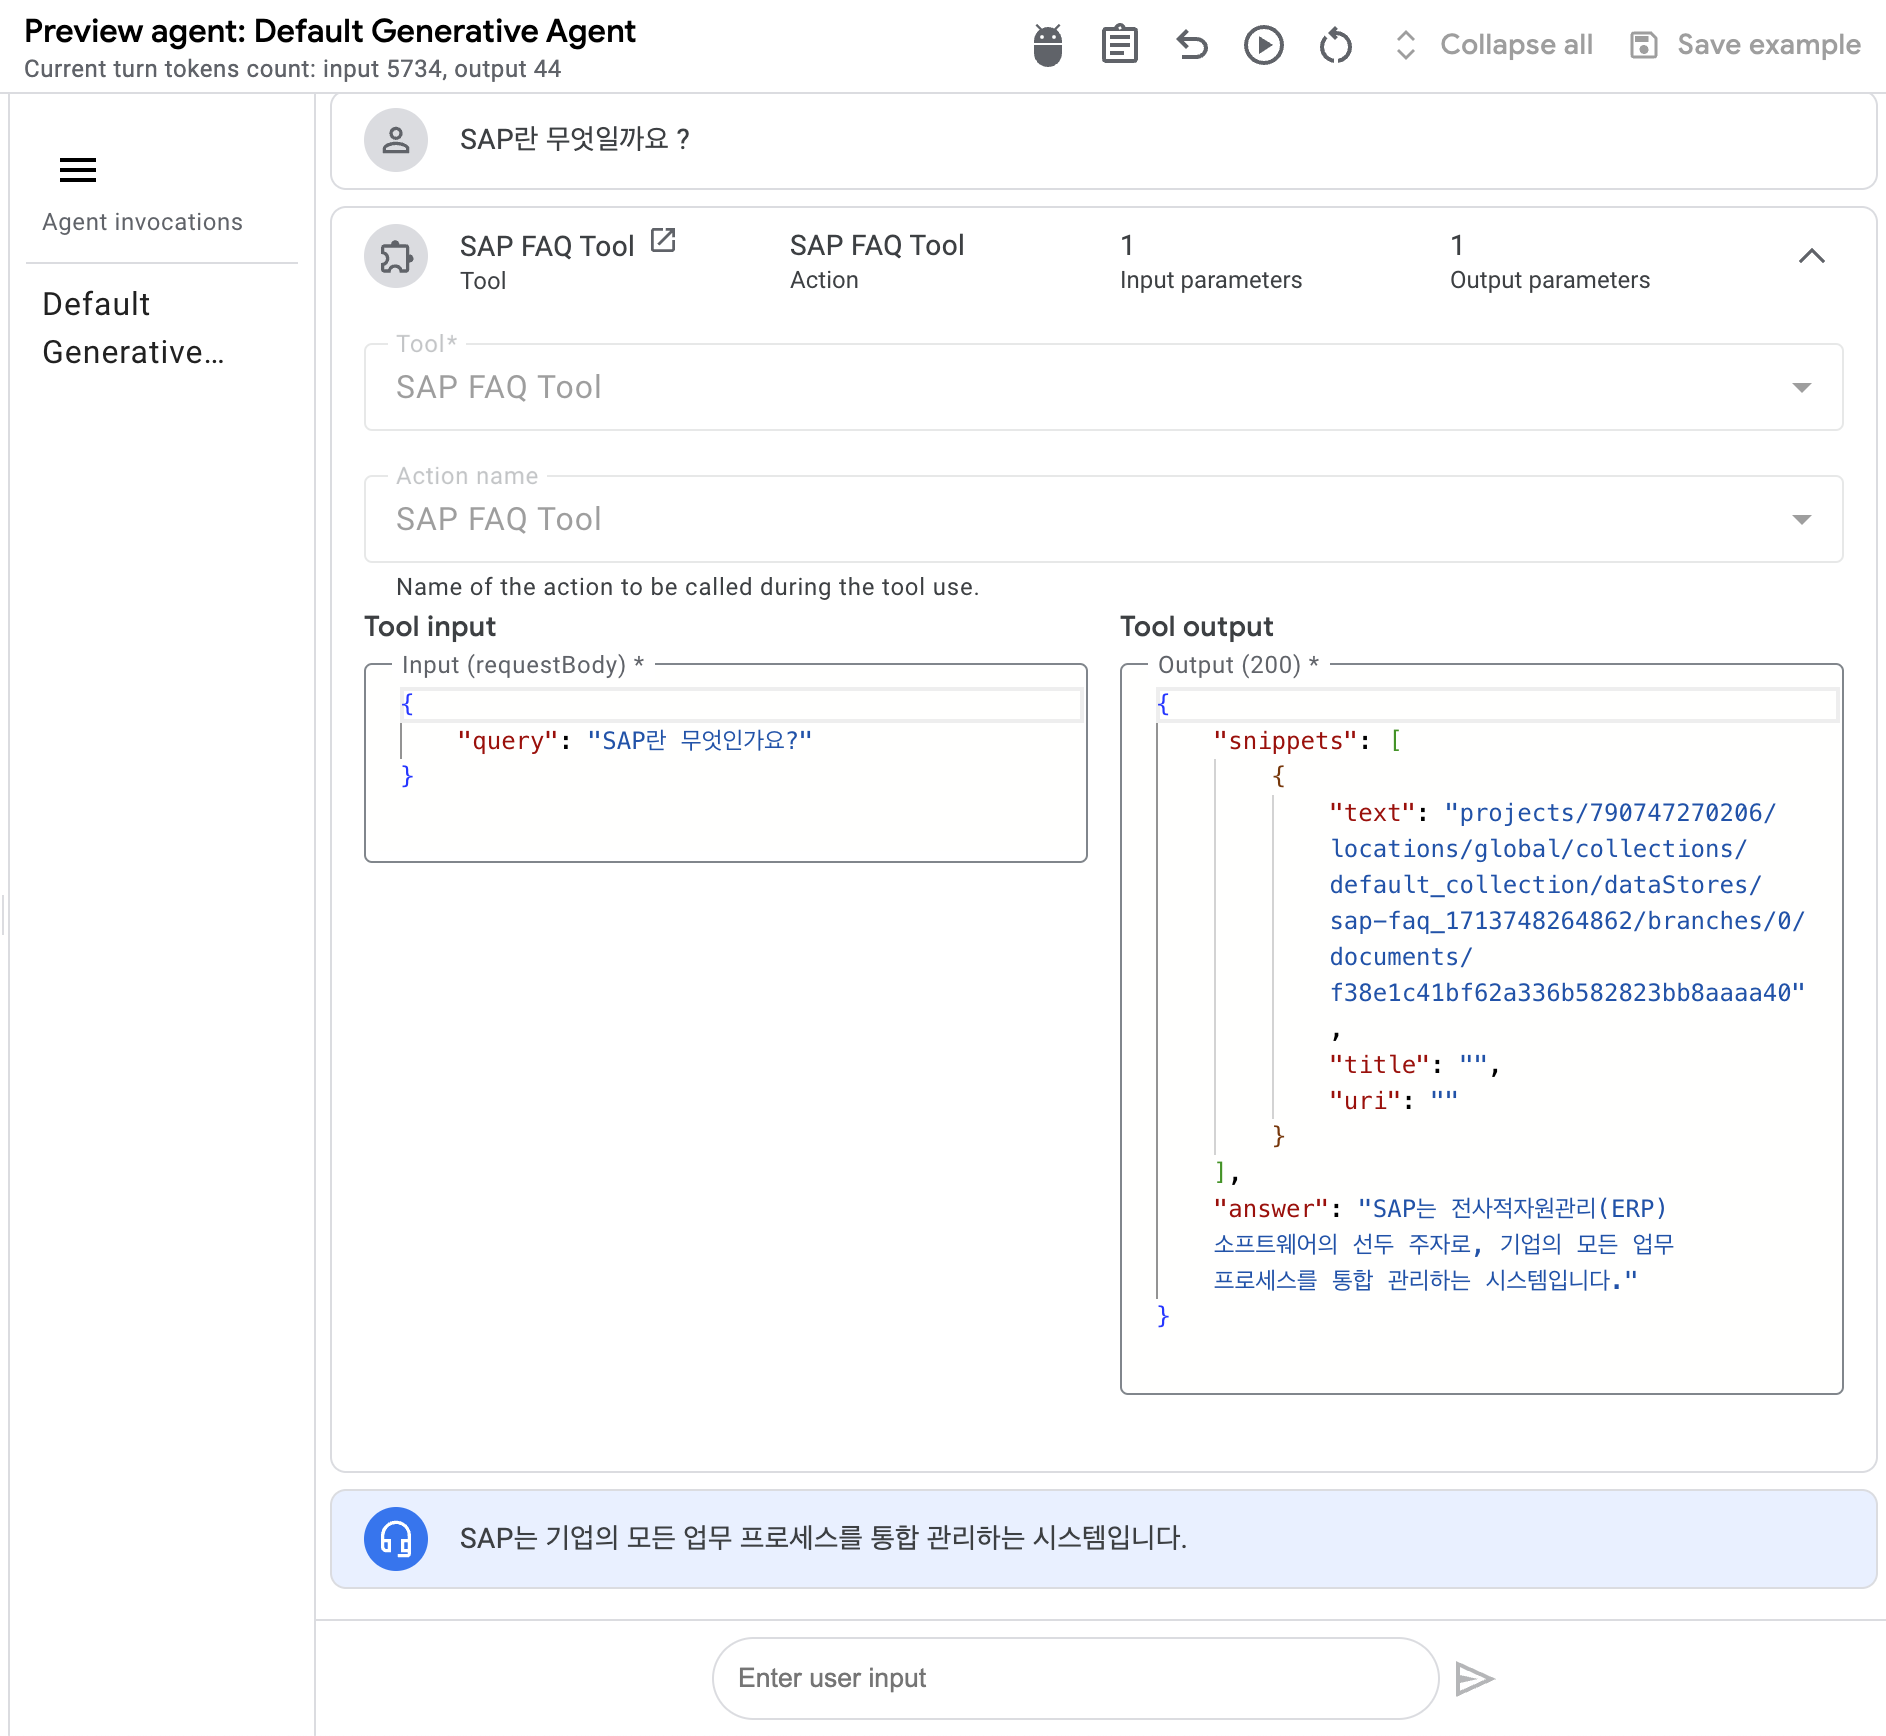 Preview agent: Default Generative Agent
Current turn tokens count: input 5734, output 44
Collapse all
Save example
Agent invocations
Default
Generative...
SAP란 무엇일까요 ?
SAP FAQ Tool
Tool
SAP FAQ Tool
Action
1
Input parameters
1
Output parameters
Tool*
SAP FAQ Tool
Action name
SAP FAQ Tool
Name of the action to be called during the tool use.
Tool input
Input (requestBody) *
{
"query": "SAP란 무엇인가요?"
}
Tool output
Output (200) *
{
"snippets": [
{
"text": "projects/790747270206/
locations/global/collections/
default_collection/dataStores/
sap-faq_1713748264862/branches/0/
documents/
f38e1c41bf62a336b582823bb8aaaa40"
,
"title": "",
"uri": ""
}
],
"answer": "SAP는 전사적자원관리(ERP)
소프트웨어의 선두 주자로, 기업의 모든 업무
프로세스를 통합 관리하는 시스템입니다."
}
SAP는 기업의 모든 업무 프로세스를 통합 관리하는 시스템입니다.
Enter user input